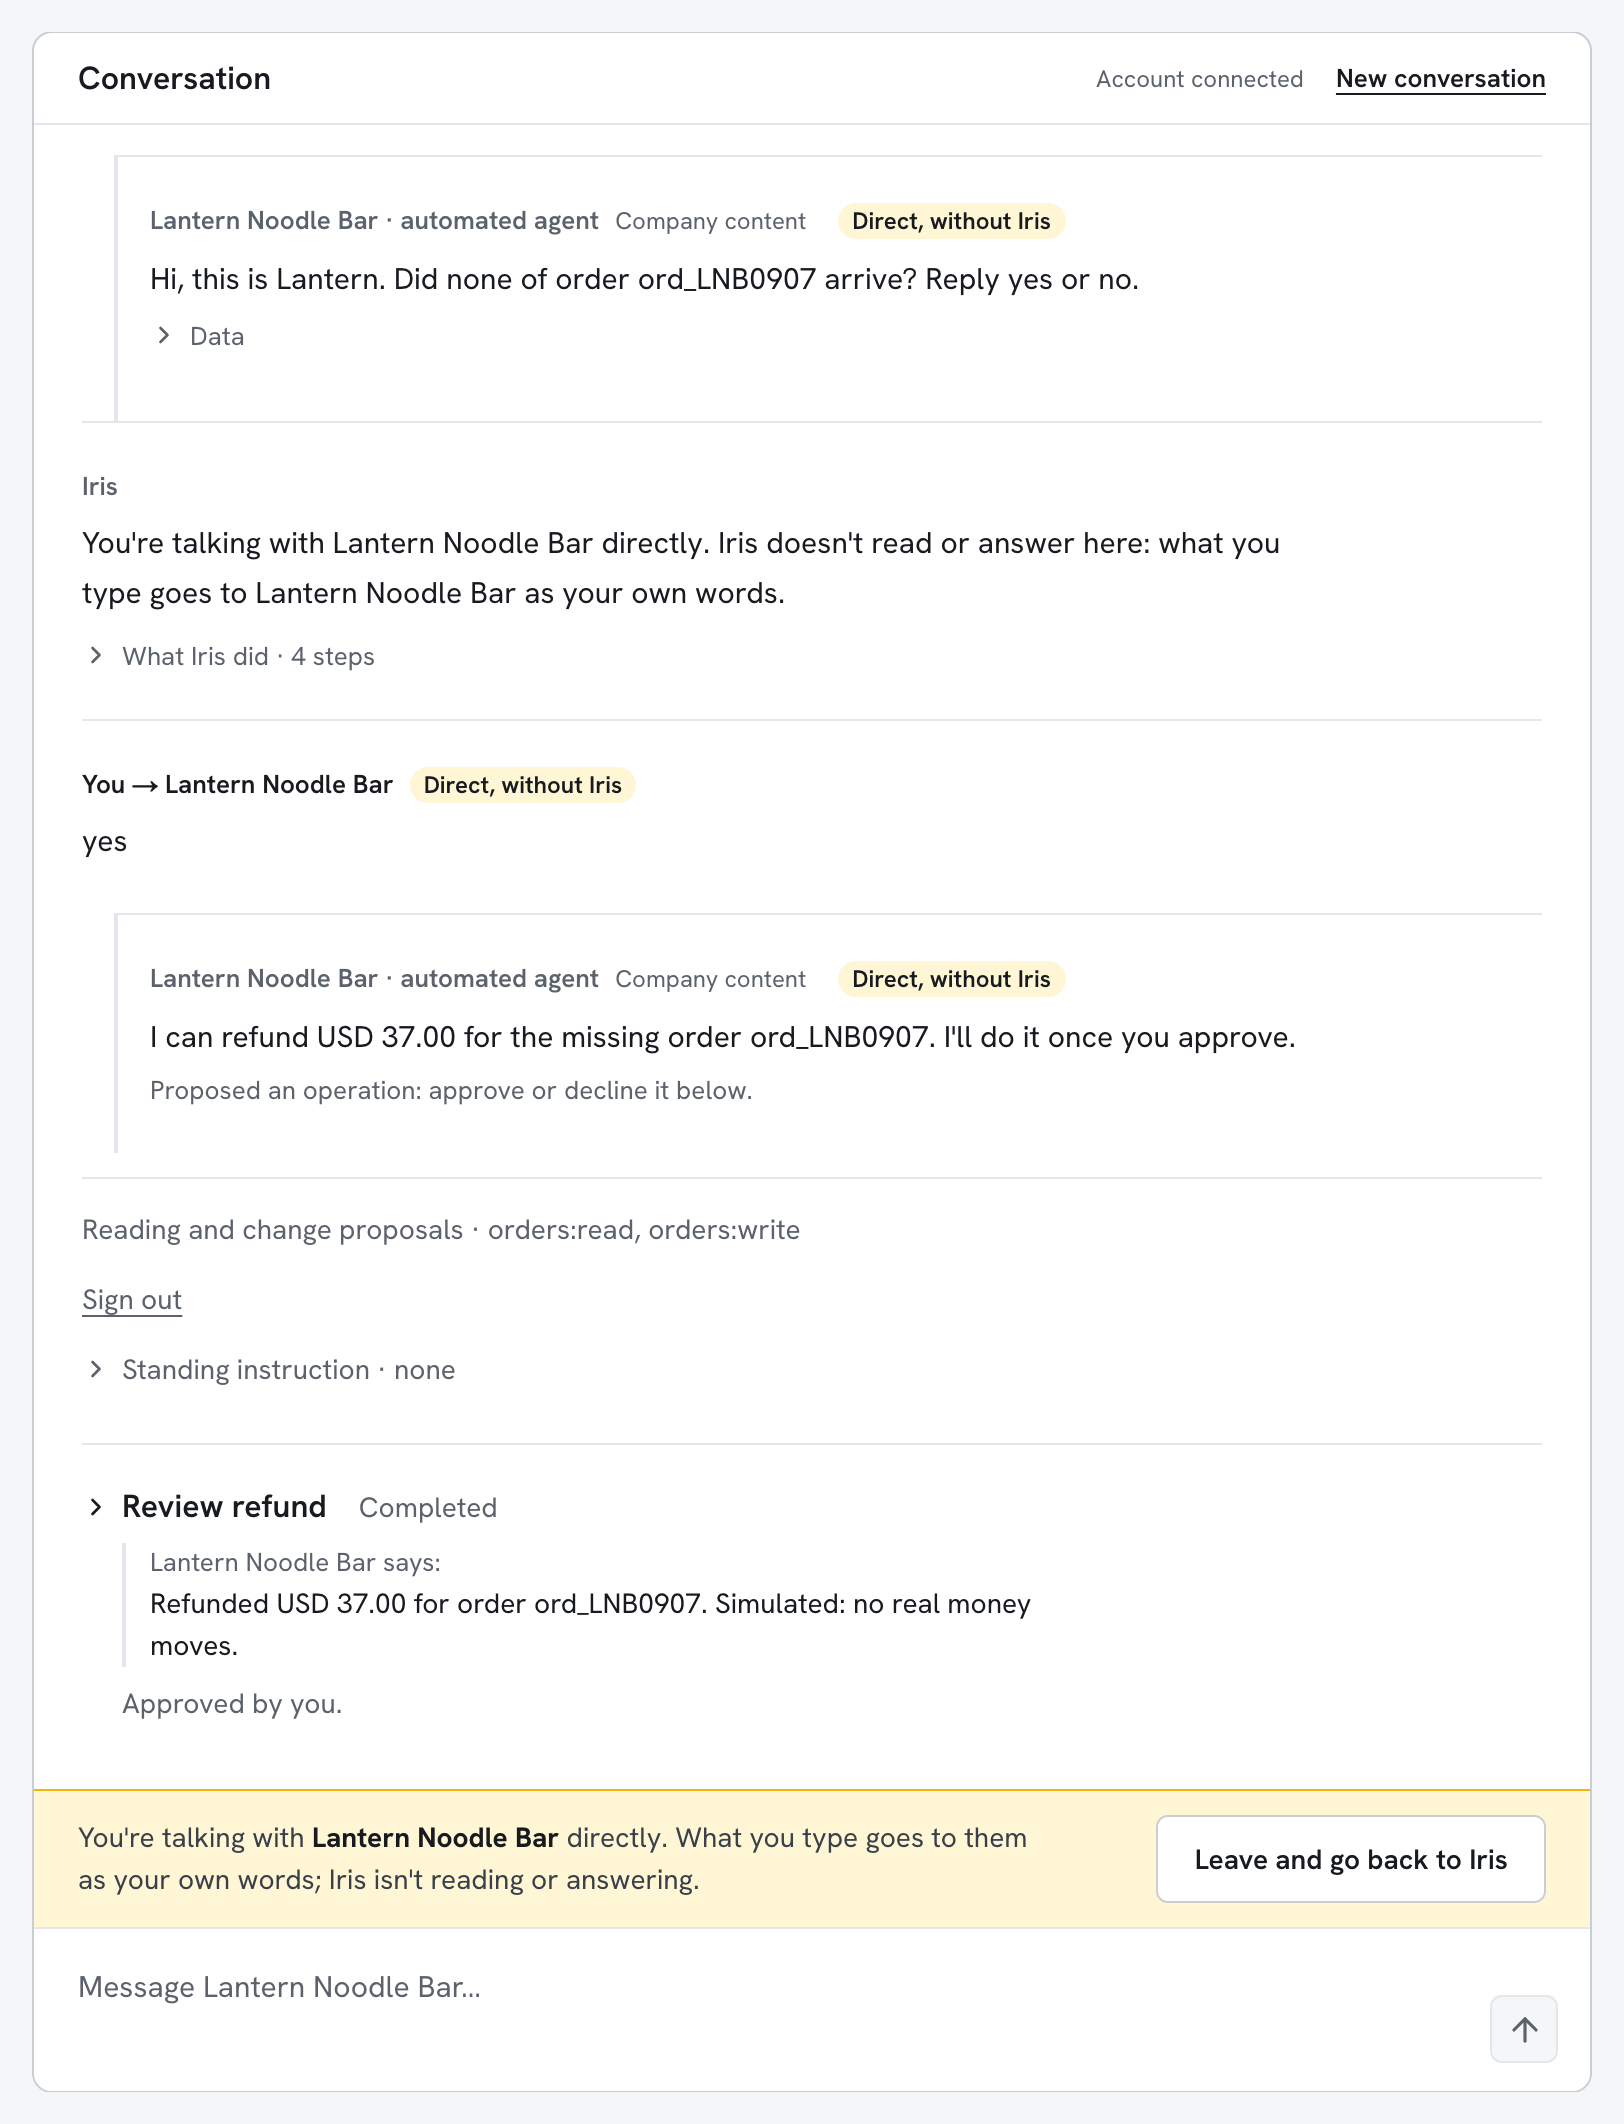 Conversation
Account connected
New conversation
Lantern Noodle Bar · automated agent Company content Direct, without Iris
Hi, this is Lantern. Did none of order ord_LNB0907 arrive? Reply yes or no.
Data
Iris
You're talking with Lantern Noodle Bar directly. Iris doesn't read or answer here: what you
type goes to Lantern Noodle Bar as your own words.
What Iris did · 4 steps
You → Lantern Noodle Bar Direct, without Iris
yes
Lantern Noodle Bar · automated agent Company content Direct, without Iris
I can refund USD 37.00 for the missing order ord_LNB0907. I'll do it once you approve.
Proposed an operation: approve or decline it below.
Reading and change proposals · orders:read, orders:write
Sign out
Standing instruction · none
Review refund Completed
Lantern Noodle Bar says:
Refunded USD 37.00 for order ord_LNB0907. Simulated: no real money
moves.
Approved by you.
You're talking with Lantern Noodle Bar directly. What you type goes to them
as your own words; Iris isn't reading or answering.
Leave and go back to Iris
Message Lantern Noodle Bar...